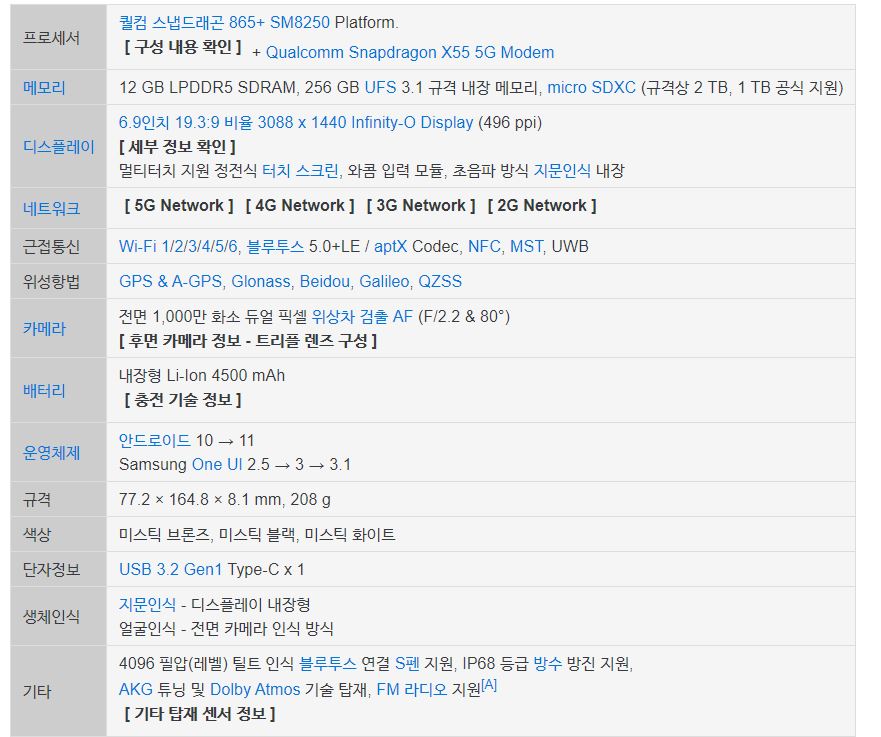 프로세서
퀄컴 스냅드래곤 865+ SM8250 Platform.
[ 구성 내용 확인 ] + Qualcomm Snapdragon X55 5G Modem
메모리
12 GB LPDDR5 SDRAM, 256 GB UFS 3.1 규격 내장 메모리, micro SDXC (규격상 2 TB, 1 TB 공식 지원)
디스플레이
6.9인치 19.3:9 비율 3088 x 1440 Infinity-O Display (496 ppi)
[ 세부 정보 확인 ]
멀티터치 지원 정전식 터치 스크린, 와콤 입력 모듈, 초음파 방식 지문인식 내장
네트워크
[ 5G Network ] [ 4G Network ] [ 3G Network ] [ 2G Network ]
근접통신
Wi-Fi 1/2/3/4/5/6, 블루투스 5.0+LE / aptX Codec, NFC, MST, UWB
위성항법
GPS & A-GPS, Glonass, Beidou, Galileo, QZSS
카메라
전면 1,000만 화소 듀얼 픽셀 위상차 검출 AF (F/2.2 & 80°)
[ 후면 카메라 정보 - 트리플 렌즈 구성 ]
배터리
내장형 Li-Ion 4500 mAh
[ 충전 기술 정보 ]
운영체제
안드로이드 10 → 11
Samsung One UI 2.5 → 3 → 3.1
규격
77.2 × 164.8 × 8.1 mm, 208 g
색상
미스틱 브론즈, 미스틱 블랙, 미스틱 화이트
단자정보
USB 3.2 Gen1 Type-C x 1
생체인식
지문인식 - 디스플레이 내장형
얼굴인식 - 전면 카메라 인식 방식
기타
4096 필압(레벨) 틸트 인식 블루투스 연결 S펜 지원, IP68 등급 방수 방진 지원,
AKG 튜닝 및 Dolby Atmos 기술 탑재, FM 라디오 지원[A]
[ 기타 탑재 센서 정보 ]